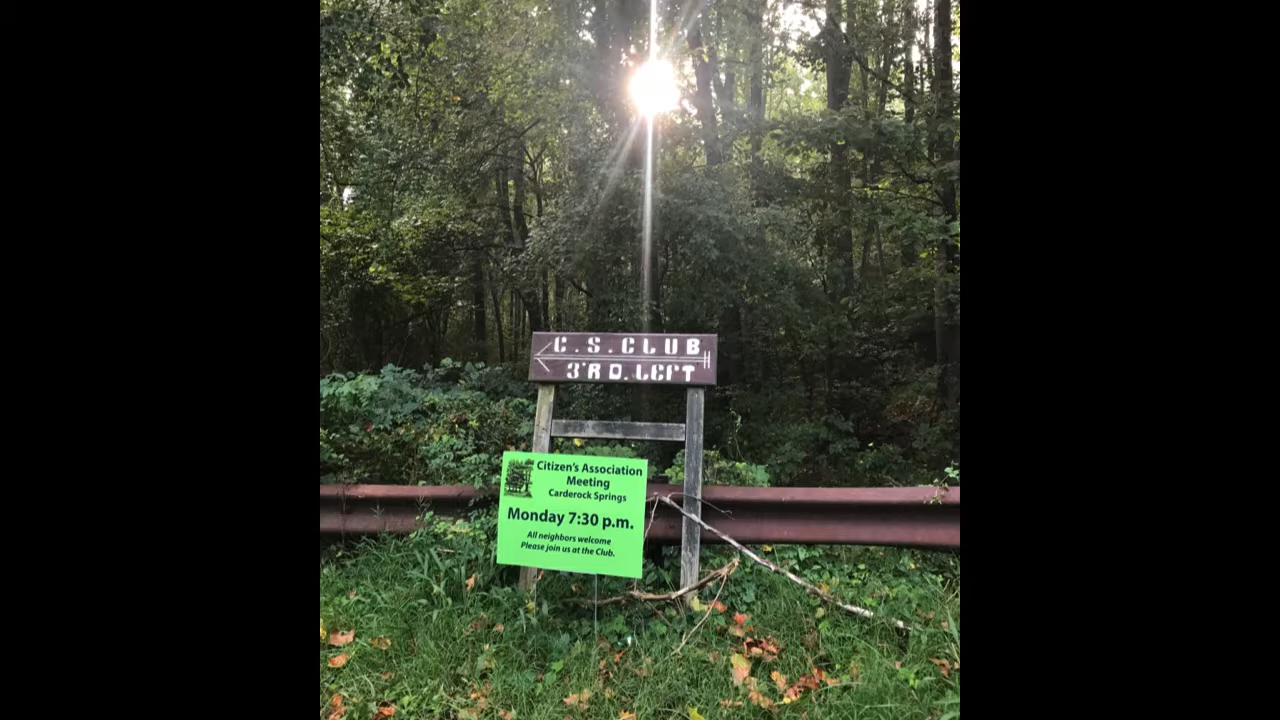 C.S.CLUB
3'RD.LEFT
Citizen's Association
Meeting
Carderock Springs
Monday 7:30 p.m.
All neighbors welcome
Please join us at the Club.